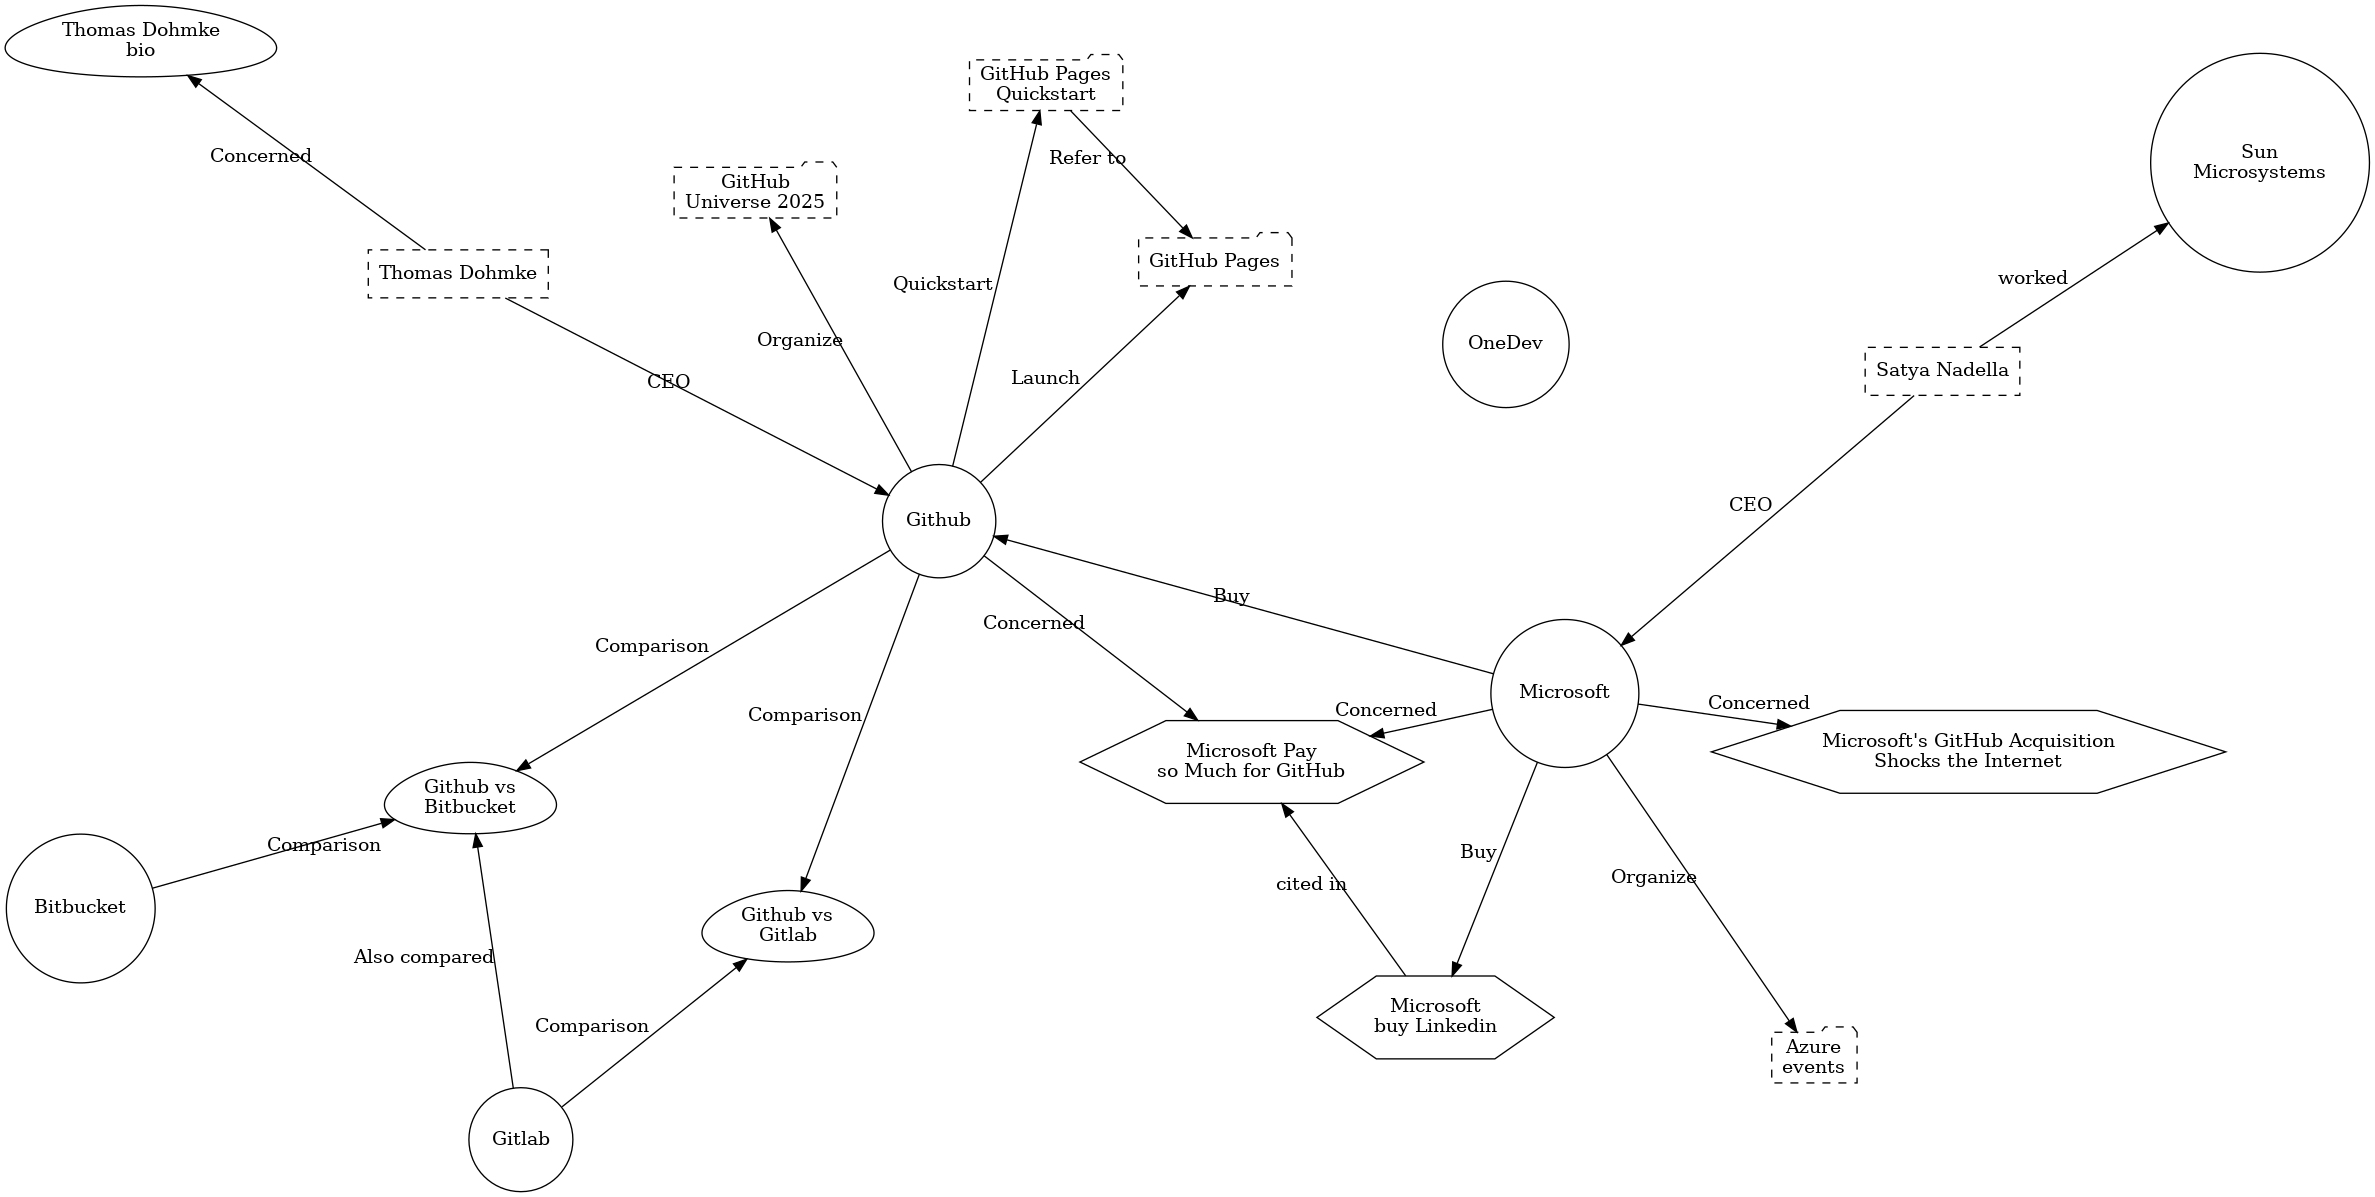 Thomas Dohmke
bio
GitHub Pages
Quickstart
Concerned
Refer to
Sun
Microsystems
GitHub
Universe 2025
Thomas Dohmke
GitHub Pages
Quickstart
worked
Organize
OneDev
CEO
Launch
Satya Nadella
Github
CEO
Buy
Concerned
Comparison
Microsoft
Comparison
Concerned
Concerned
Microsoft Pay
so Much for GitHub
Microsoft's GitHub Acquisition
Shocks the Internet
Github vs
Bitbucket
Comparison
Buy
Organize
cited in
Bitbucket
Github vs
Gitlab
Also compared
Comparison
Microsoft
buy Linkedin
Azure
events
Gitlab